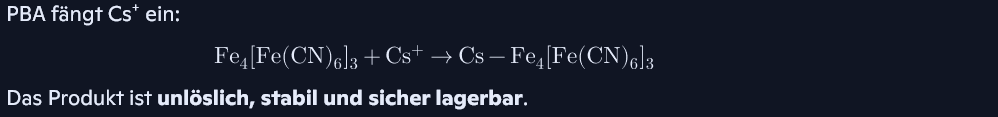 PBA fängt Cs⁺ ein:
Fe₄[Fe(CN)₆]₃ + Cs⁺ → Cs − Fe₄[Fe(CN)₆]₃
Das Produkt ist unlöslich, stabil und sicher lagerbar.